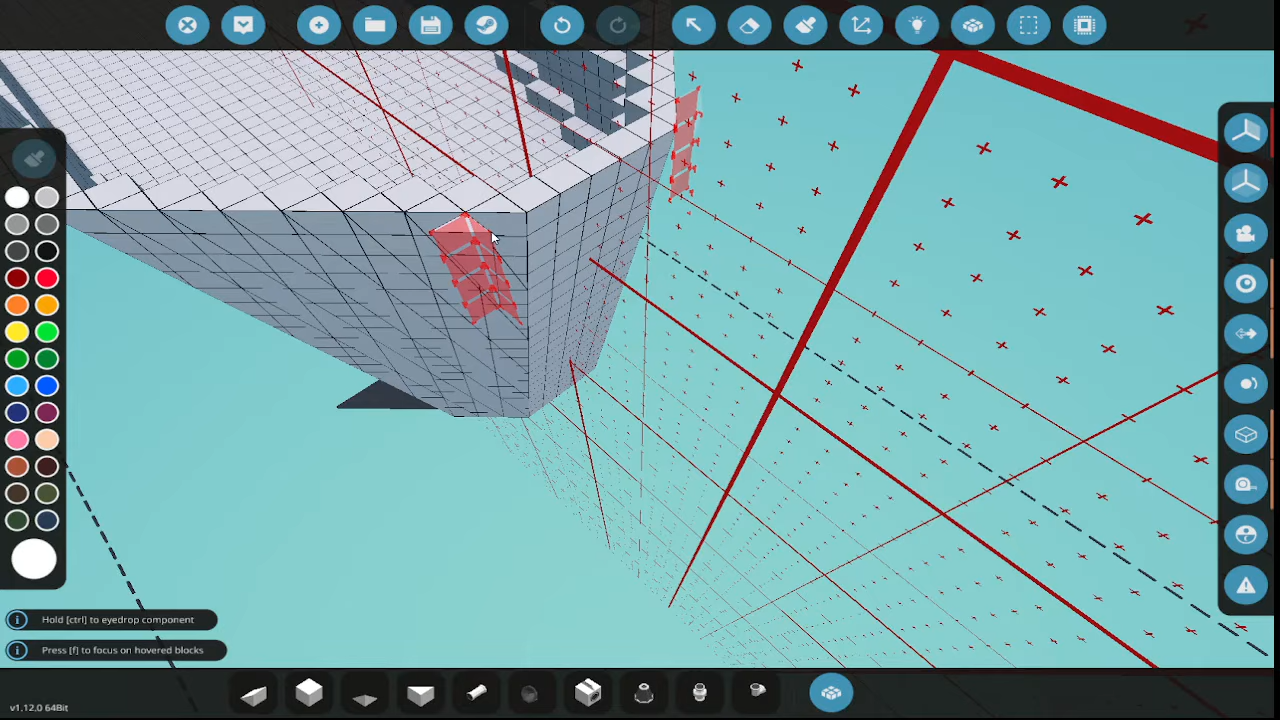 Hold [ctrl] to eyedrop component
Press [f] to focus on hovered blocks
v1.12.0 64Bit